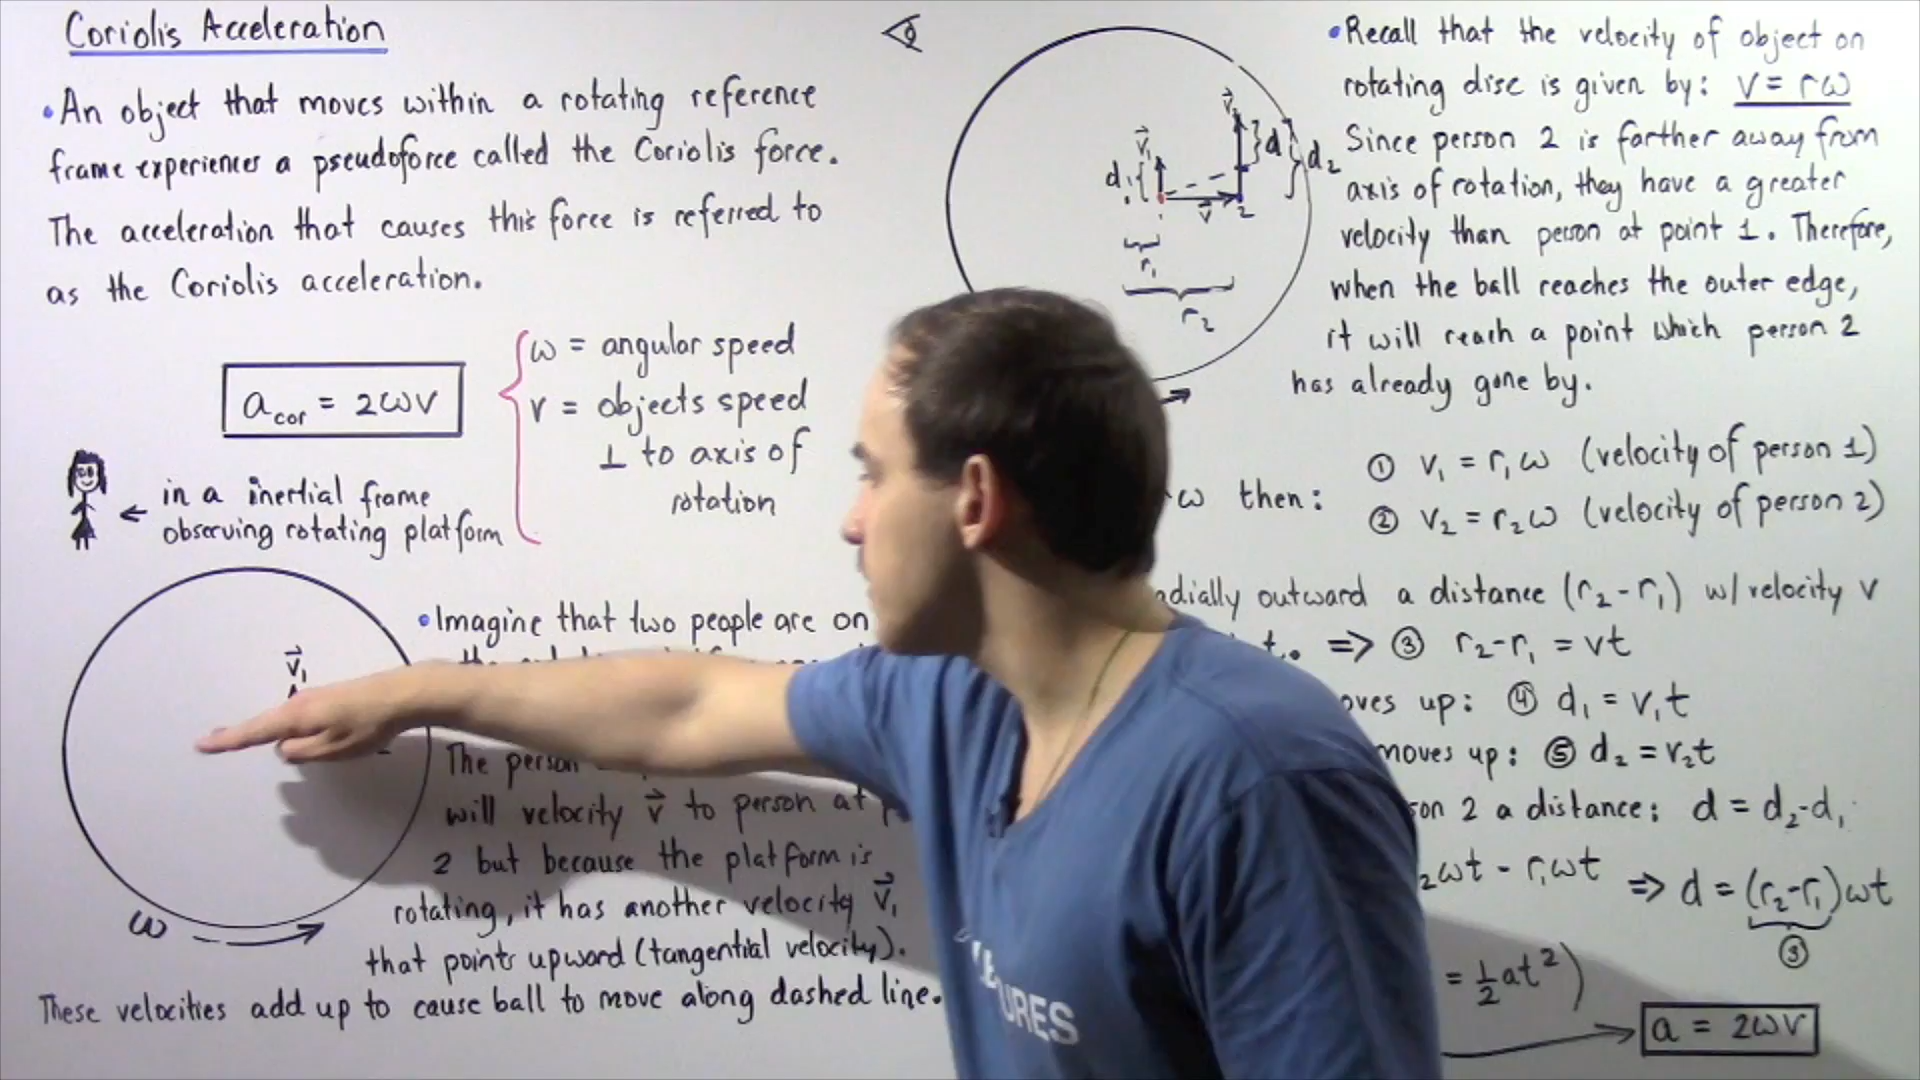 Coriolis Acceleration
• An object that moves within a rotating reference
frame experiences a pseudoforce called the Coriolis force.
The acceleration that causes this force is referred to
as the Coriolis acceleration.
a_cor = 2ωv
ω = angular speed
v = objects speed
⊥ to axis of
rotation
← in a inertial frame
observing rotating platform
v⃗₁
ω
• Imagine that two people are on
The person
will velocity v⃗ to person at
2 but because the platform is
rotating, it has another velocity v⃗₁
that points upward (tangential velocity).
These velocities add up to cause ball to move along dashed line.
v⃗₁
d₁
v⃗
2
d
d₂
r₁
r₂
• Recall that the velocity of object on
rotating disc is given by: v = rω
Since person 2 is farther away from
axis of rotation, they have a greater
velocity than person at point 1. Therefore,
when the ball reaches the outer edge,
it will reach a point which person 2
has already gone by.
ω then:
① v₁ = r₁ω (velocity of person 1)
② v₂ = r₂ω (velocity of person 2)
outward a distance (r₂-r₁) w/ velocity v
t. => ③ r₂-r₁ = vt
up: ④ d₁ = v₁t
moves up: ⑤ d₂ = v₂t
2 a distance: d = d₂-d₁
₂ωt - r₁ωt => d = (r₂-r₁)ωt
③
= ½at²)
a = 2ωv
URES